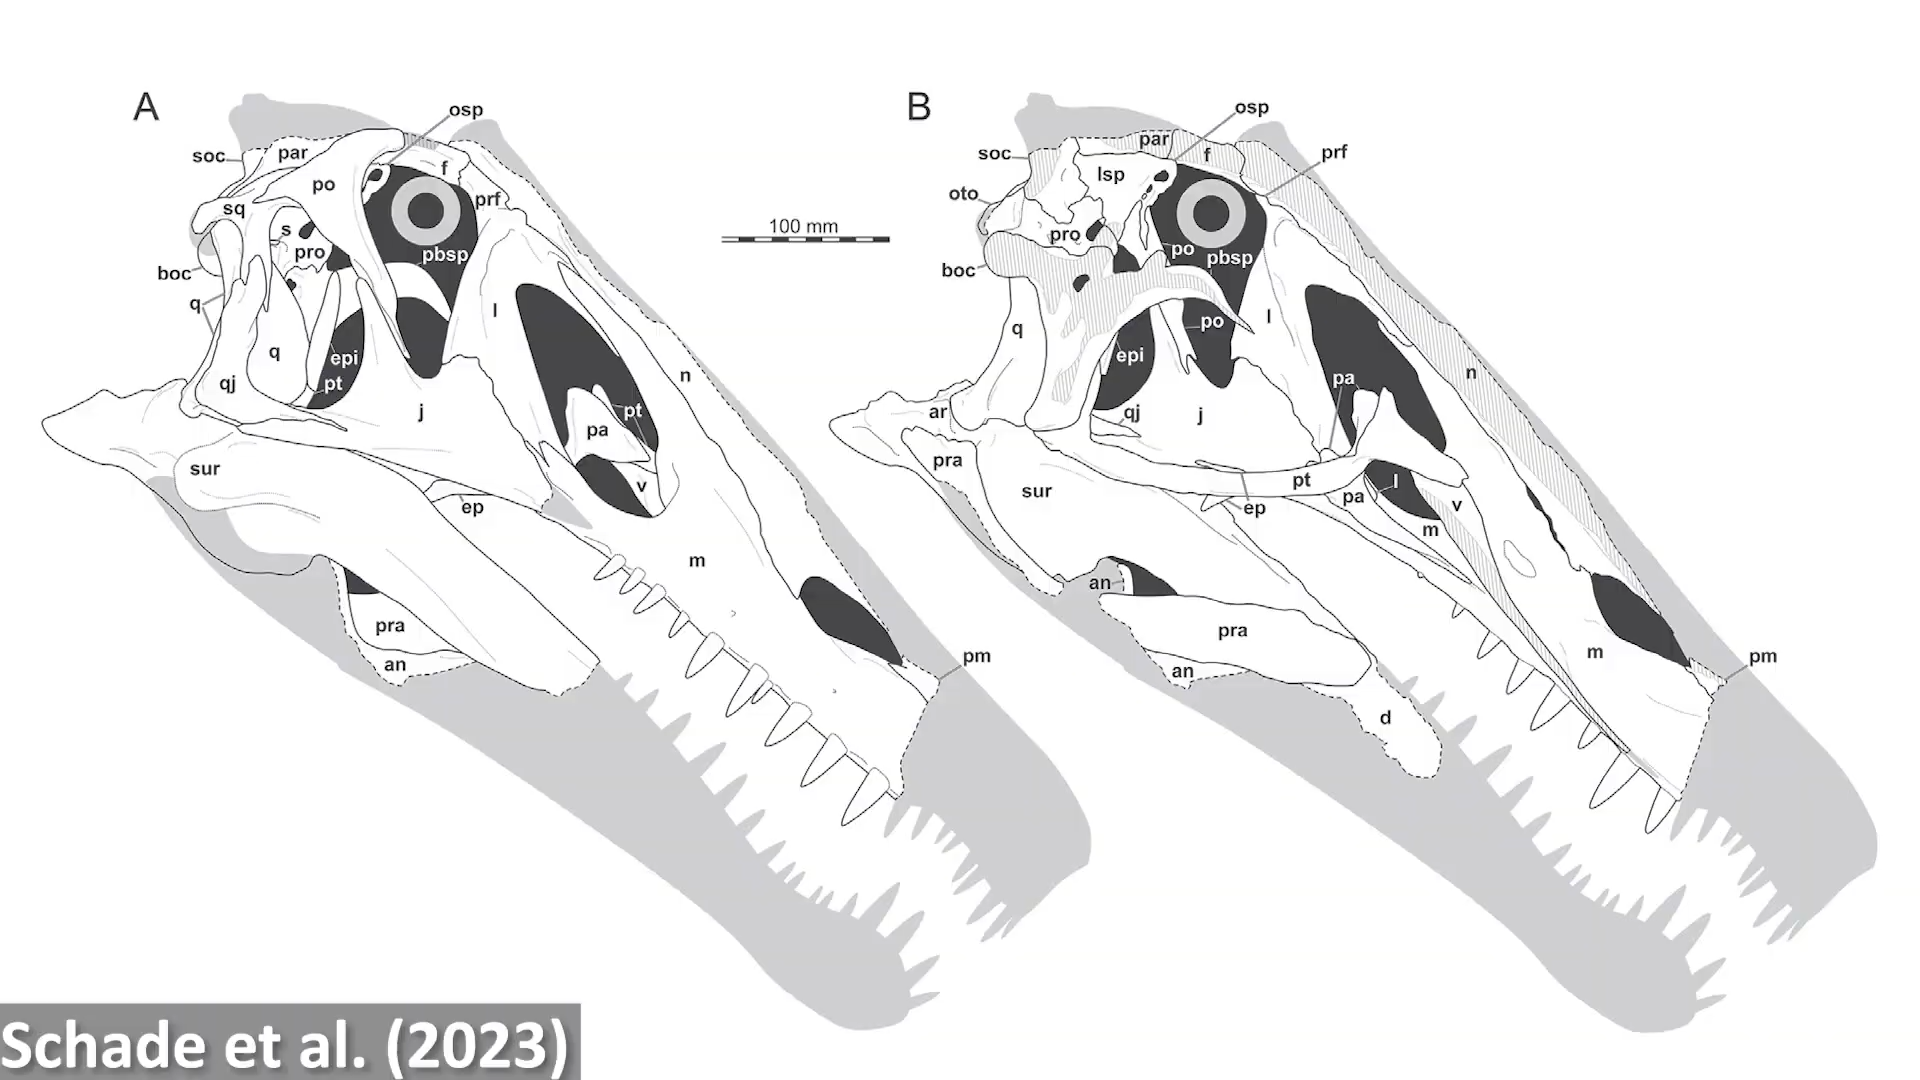 A
osp
soc
par
f
po
prf
sq
s
pro
pbsp
boc
q
l
q
epi
qj
pt
n
j
pt
pa
sur
v
ep
m
pra
an
pm
100 mm
B
osp
par
f
prf
soc
lsp
oto
pro
po
pbsp
boc
po
l
q
epi
n
pa
ar
qj
j
pra
pt
l
sur
pa
v
ep
m
an
pra
m
an
pm
d
Schade et al. (2023)